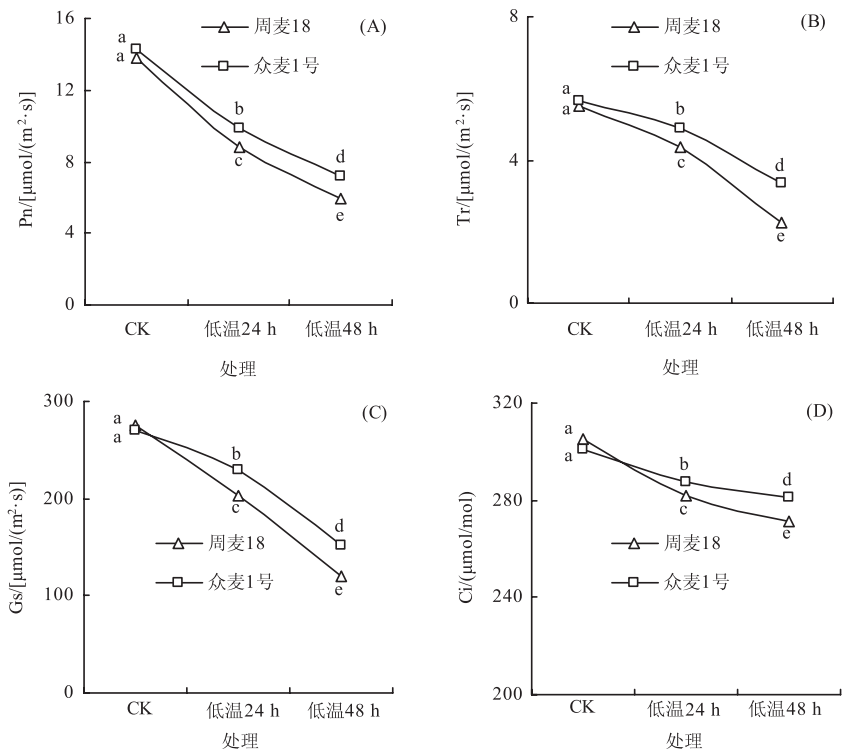 (A)
周麦18
众麦1号
Pn/[μmol/(m²·s)]
16
12
8
4
0
a
a
b
c
d
e
CK
低温24 h
低温48 h
处理
(B)
周麦18
众麦1号
Tr/[μmol/(m²·s)]
8
4
0
a
a
b
c
d
e
CK
低温24 h
低温48 h
处理
(C)
Gs/[μmol/(m²·s)]
300
200
100
0
a
a
b
c
d
e
周麦18
众麦1号
CK
低温24 h
低温48 h
处理
(D)
Ci/(μmol/mol)
320
280
240
200
a
a
b
c
d
e
周麦18
众麦1号
CK
低温24 h
低温48 h
处理